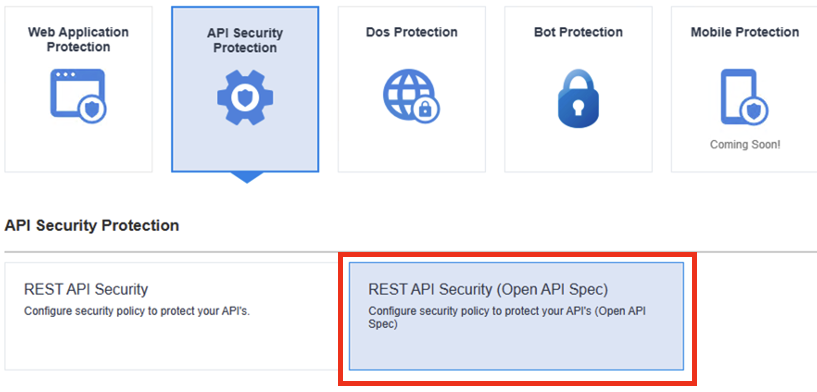 Web Application
Protection
API Security
Protection
Dos Protection
Bot Protection
Mobile Protection
Coming Soon!
API Security Protection
REST API Security
Configure security policy to protect your API's.
REST API Security (Open API Spec)
Configure security policy to protect your API's (Open API
Spec)